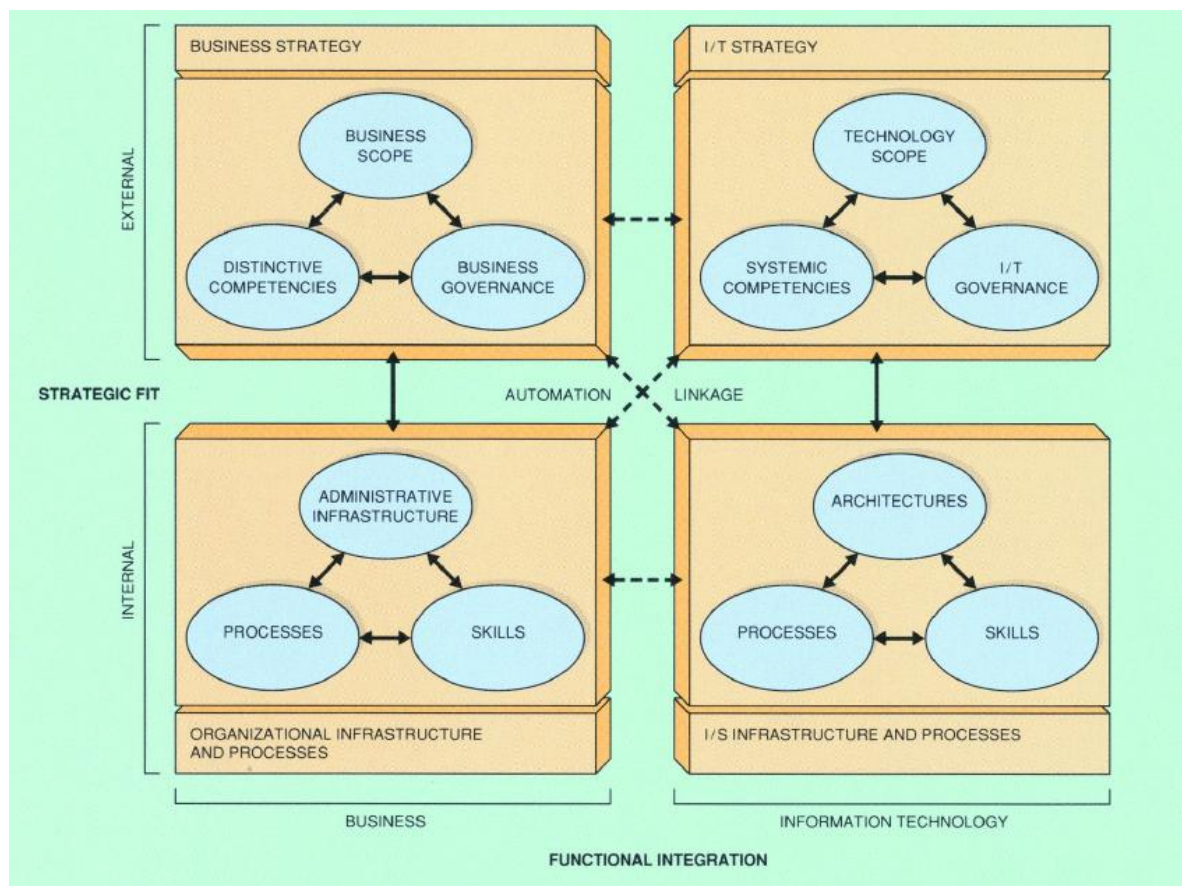 BUSINESS STRATEGY
I/T STRATEGY
BUSINESS
SCOPE
TECHNOLOGY
SCOPE
EXTERNAL
DISTINCTIVE
COMPETENCIES
BUSINESS
GOVERNANCE
SYSTEMIC
COMPETENCIES
I/T
GOVERNANCE
STRATEGIC FIT
AUTOMATION
LINKAGE
ADMINISTRATIVE
INFRASTRUCTURE
ARCHITECTURES
INTERNAL
PROCESSES
SKILLS
PROCESSES
SKILLS
ORGANIZATIONAL INFRASTRUCTURE
AND PROCESSES
I/S INFRASTRUCTURE AND PROCESSES
BUSINESS
INFORMATION TECHNOLOGY
FUNCTIONAL INTEGRATION